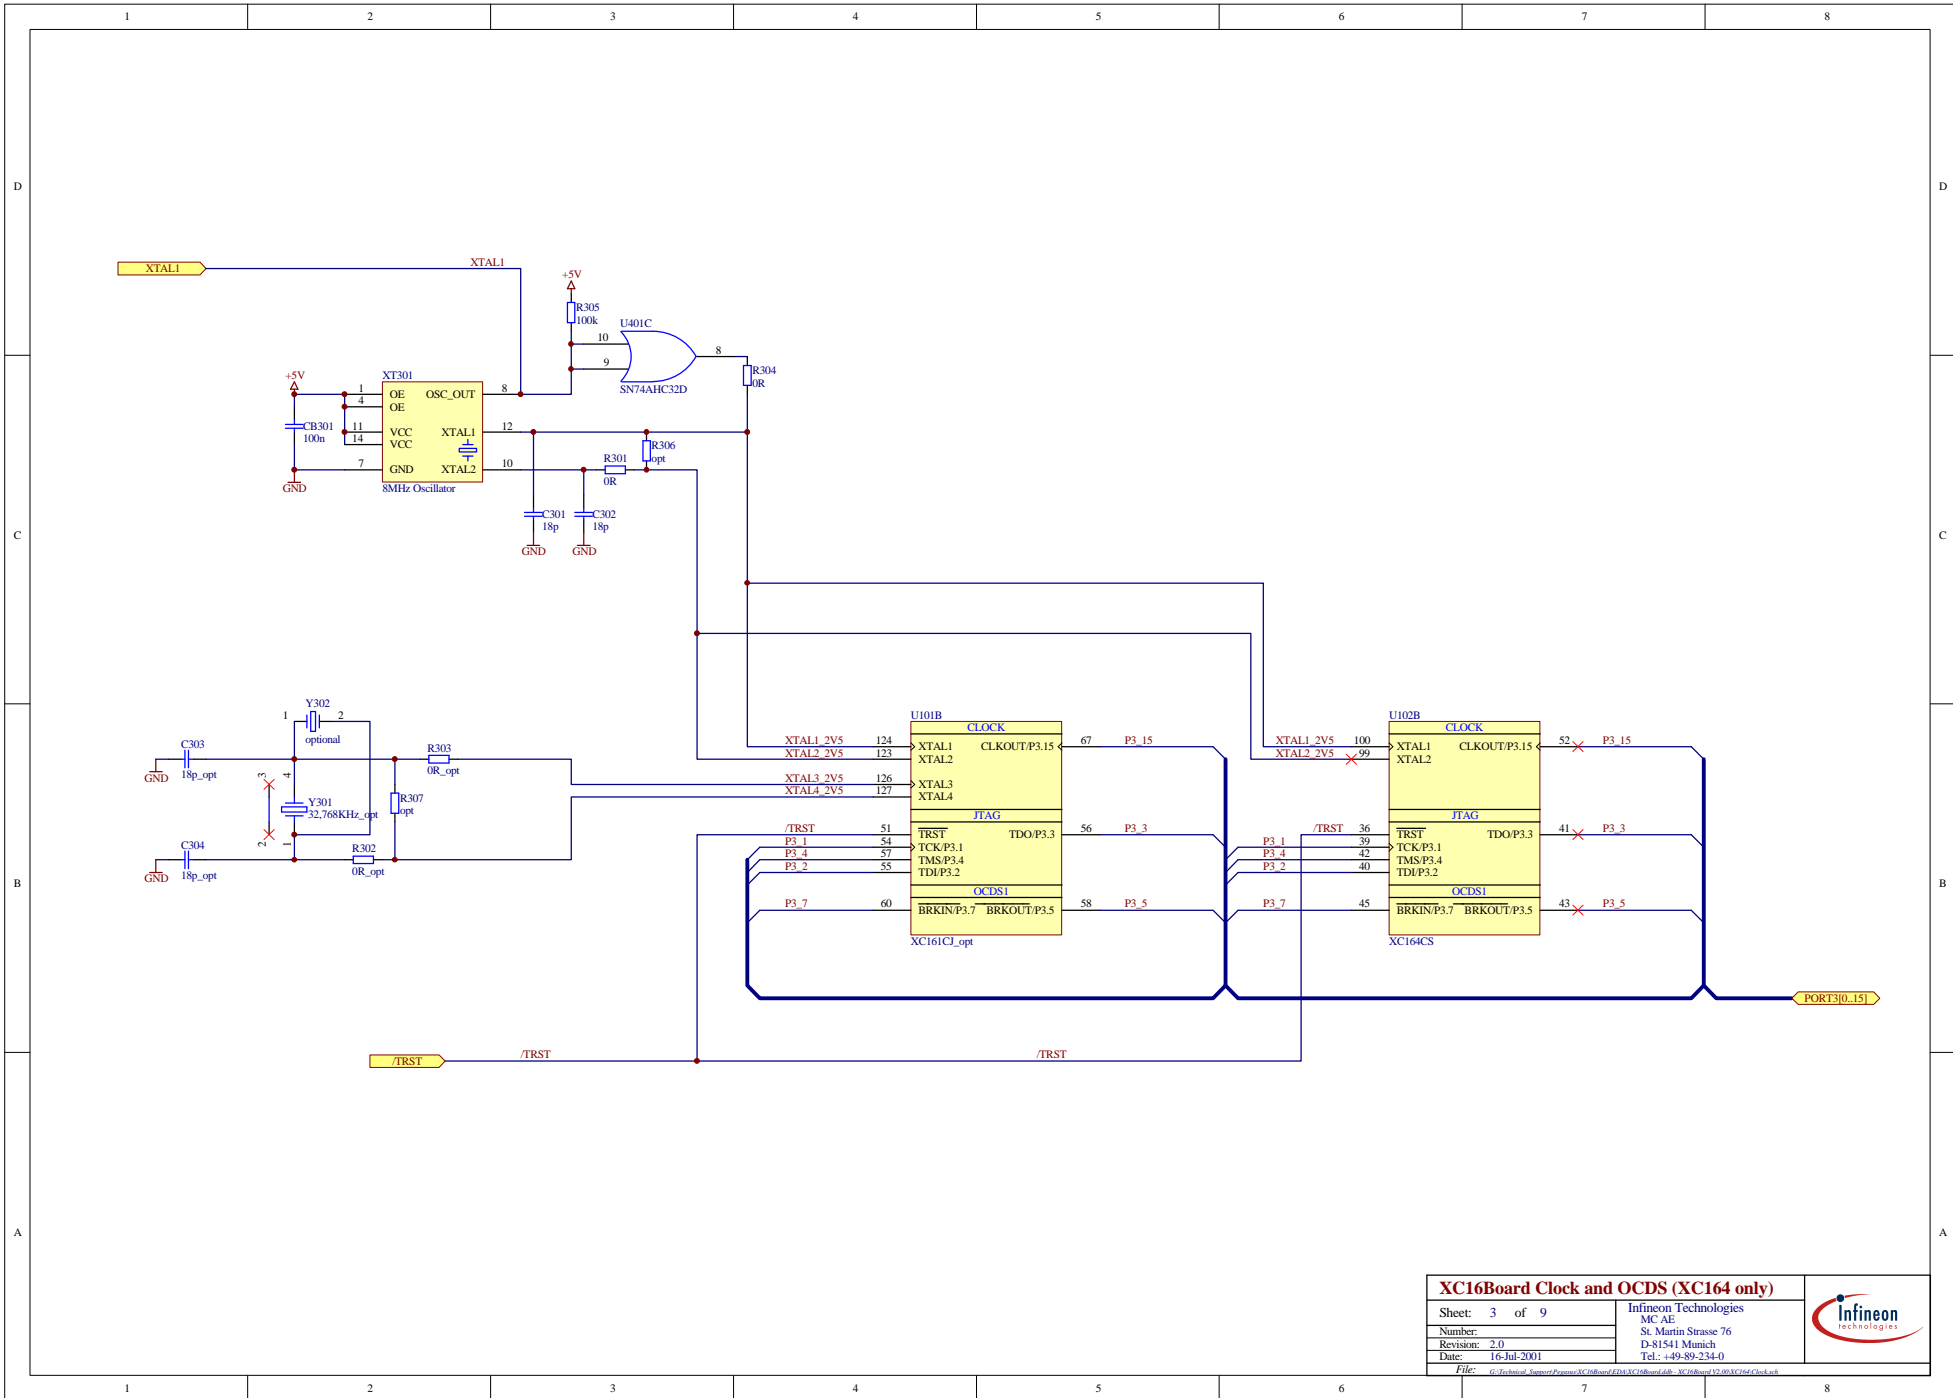 1 2 3 4 5 6 7 8
D D
XTAL1 XTAL1
+5V
R305
100k
U401C
10
9
8
SN74AHC32D
R304
0R
+5V
CB301
100n
GND
XT301
1 OE OSC_OUT 8
4 OE
11 VCC XTAL1 12
14 VCC
7 GND XTAL2 10
8MHz Oscillator
R306
opt
R301
0R
C301
18p
C302
18p
GND GND
C C
Y302
1 2
optional
C303
18p_opt
GND
R303
0R_opt
3 4
Y301
32,768KHz_opt
2 1
R307
opt
C304
18p_opt
GND
R302
0R_opt
U101B
CLOCK
XTAL1_2V5 124 XTAL1 CLKOUT/P3.15 67 P3_15
XTAL2_2V5 123 XTAL2
XTAL3_2V5 126 XTAL3
XTAL4_2V5 127 XTAL4
JTAG
/TRST 51 TRST TDO/P3.3 56 P3_3
P3_1 54 TCK/P3.1
P3_4 57 TMS/P3.4
P3_2 55 TDI/P3.2
OCDS1
P3_7 60 BRKIN/P3.7 BRKOUT/P3.5 58 P3_5
XC161CJ_opt
U102B
CLOCK
XTAL1_2V5 100 XTAL1 CLKOUT/P3.15 52 P3_15
XTAL2_2V5 99 XTAL2
JTAG
/TRST 36 TRST TDO/P3.3 41 P3_3
P3_1 39 TCK/P3.1
P3_4 42 TMS/P3.4
P3_2 40 TDI/P3.2
OCDS1
P3_7 45 BRKIN/P3.7 BRKOUT/P3.5 43 P3_5
XC164CS
B B
PORT3[0..15]
/TRST /TRST /TRST
A A
XC16Board Clock and OCDS (XC164 only)
Sheet: 3 of 9
Number:
Revision: 2.0
Date: 16-Jul-2001
Infineon Technologies
MC AE
St. Martin Strasse 76
D-81541 Munich
Tel.: +49-89-234-0
File: G:\Technical_Support\Pegasus\XC16Board\EDA\XC16Board.ddb - XC16Board V2.00\XC164\Clock.sch
Infineon
technologies
1 2 3 4 5 6 7 8